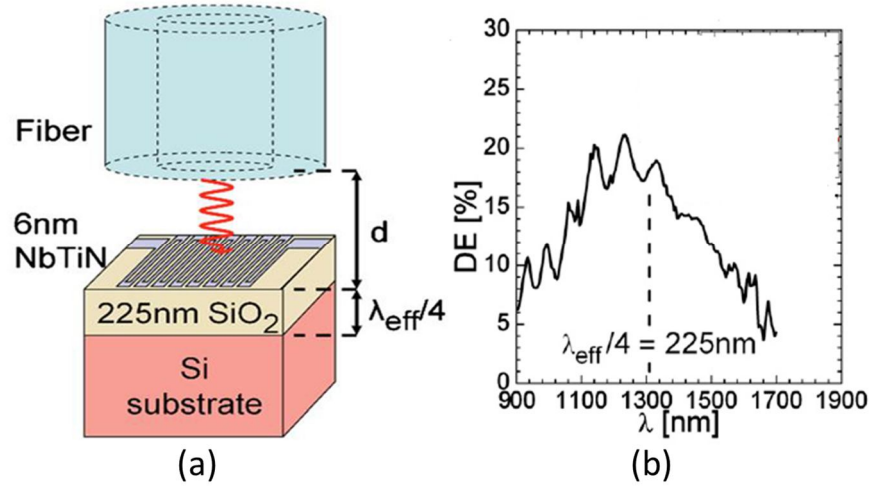 Fiber
6nm
NbTiN
d
225nm SiO₂
λeff/4
Si
substrate
(a)
30
25
20
15
10
5
0
DE [%]
λeff/4 = 225nm
900 1100 1300 1500 1700 1900
λ [nm]
(b)